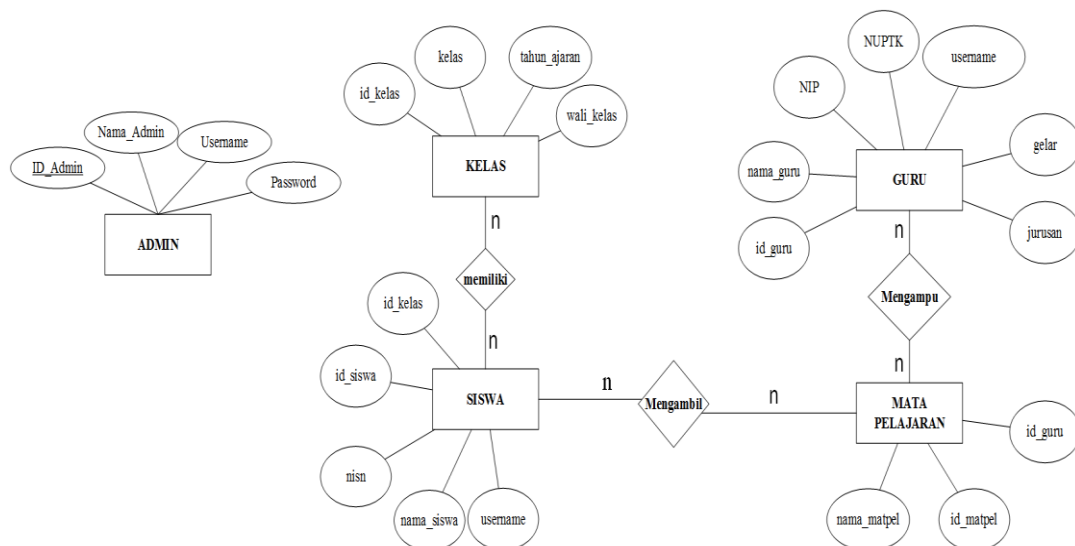 NUPTK
kelas
tahun_ajaran
username
id_kelas
NIP
wali_kelas
Nama_Admin
Username
ID_Admin
Password
KELAS
nama_guru
GURU
gelar
ADMIN
id_guru
jurusan
n
n
memiliki
Mengampu
id_kelas
n
n
id_siswa
SISWA
n
Mengambil
n
MATA
PELAJARAN
id_guru
nisn
nama_siswa
username
nama_matpel
id_matpel